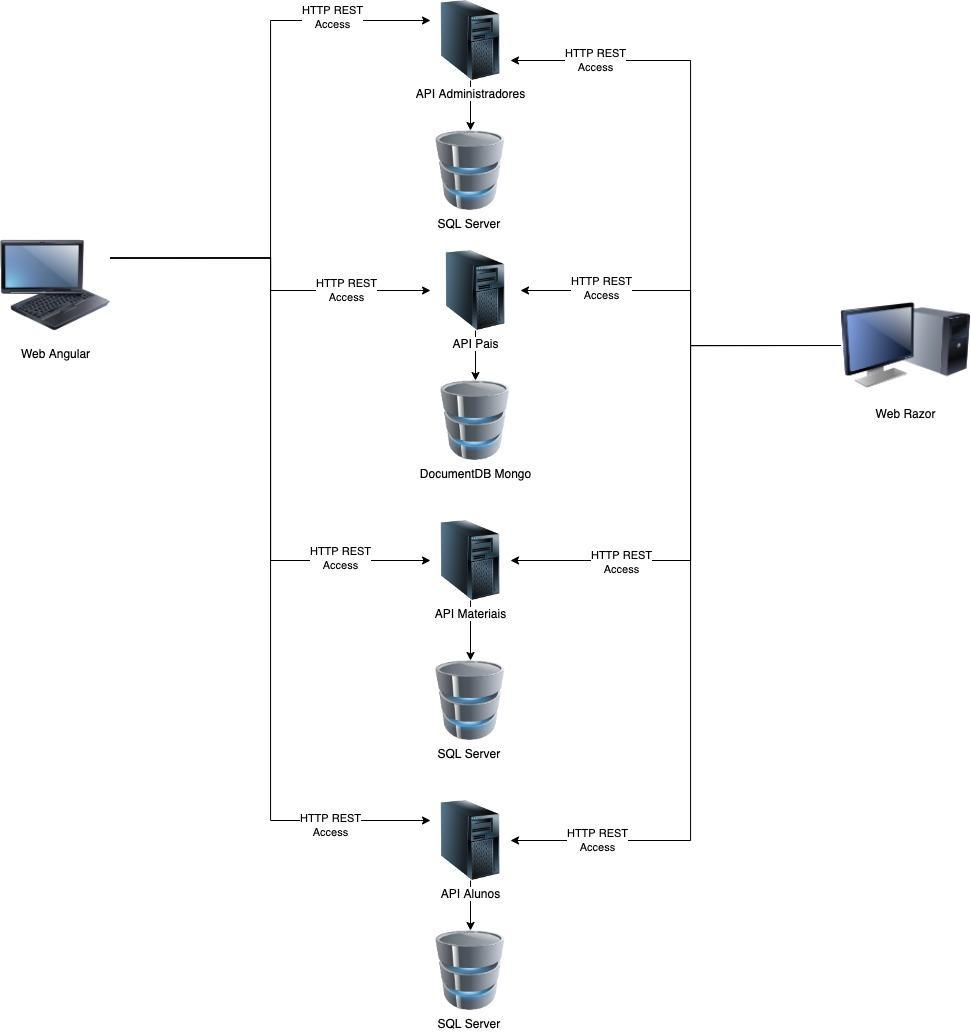 HTTP REST
Access
HTTP REST
Access
API Administradores
SQL Server
HTTP REST
Access
HTTP REST
Access
API Pais
Web Angular
Web Razor
DocumentDB Mongo
HTTP REST
Access
HTTP REST
Access
API Materiais
SQL Server
HTTP REST
Access
HTTP REST
Access
API Alunos
SQL Server